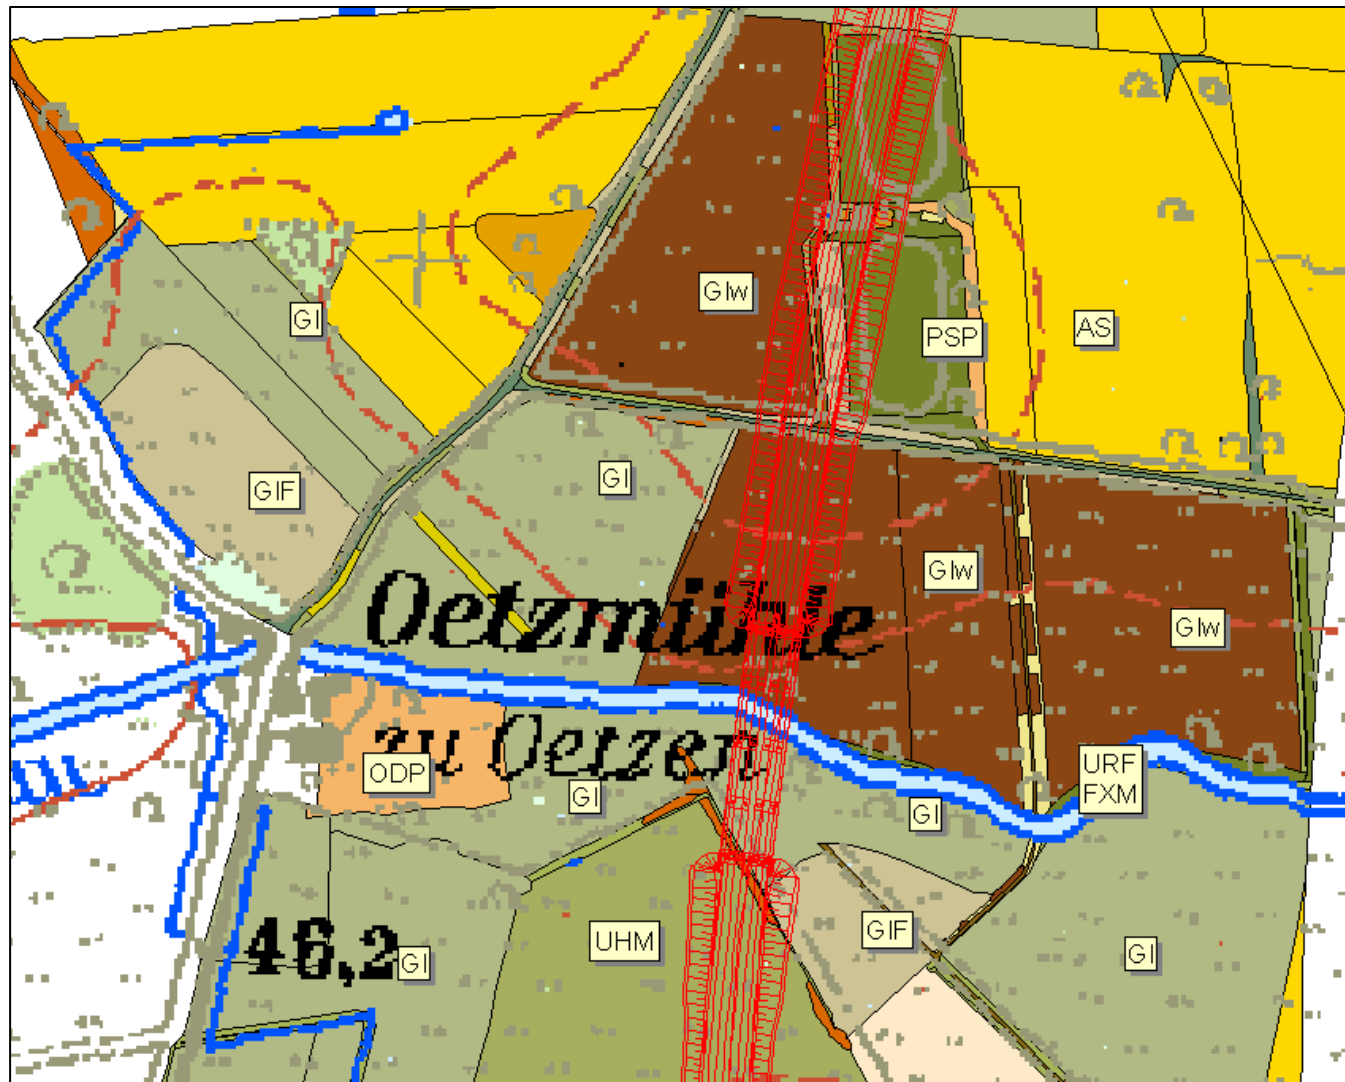 GIw
GI
PSP
AS
GI
GIF
GIw
Oetzmühle
GIw
zu Oetzen
ODP
URF
FXM
GI
GI
UHM
GIF
46,2
GI
GI